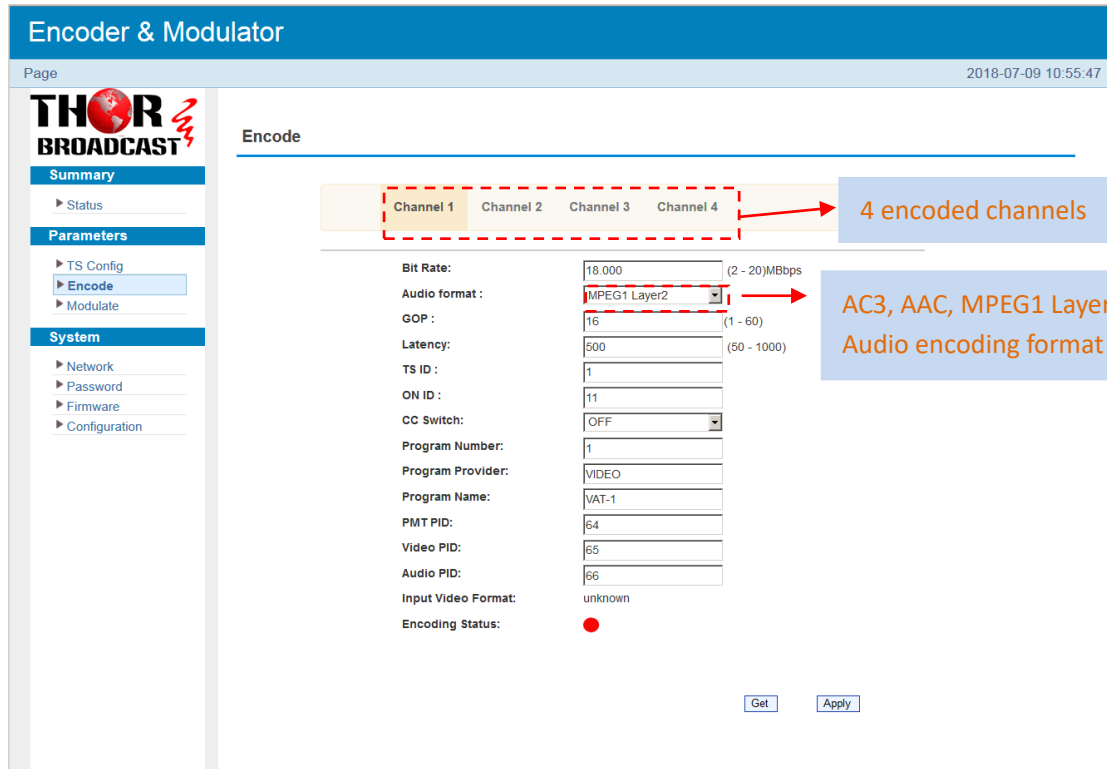 Encoder & Modulator
Page 2018-07-09 10:55:47
THOR
BROADCAST
Encode
Summary
Status
Parameters
TS Config
Encode
Modulate
System
Network
Password
Firmware
Configuration
Channel 1 Channel 2 Channel 3 Channel 4
4 encoded channels
Bit Rate: 18.000 (2 - 20)MBbps
Audio format : MPEG1 Layer2
AC3, AAC, MPEG1 Layer
Audio encoding format
GOP : 16 (1 - 60)
Latency: 500 (50 - 1000)
TS ID : 1
ON ID : 11
CC Switch: OFF
Program Number: 1
Program Provider: VIDEO
Program Name: VAT-1
PMT PID: 64
Video PID: 65
Audio PID: 66
Input Video Format: unknown
Encoding Status:
Get Apply